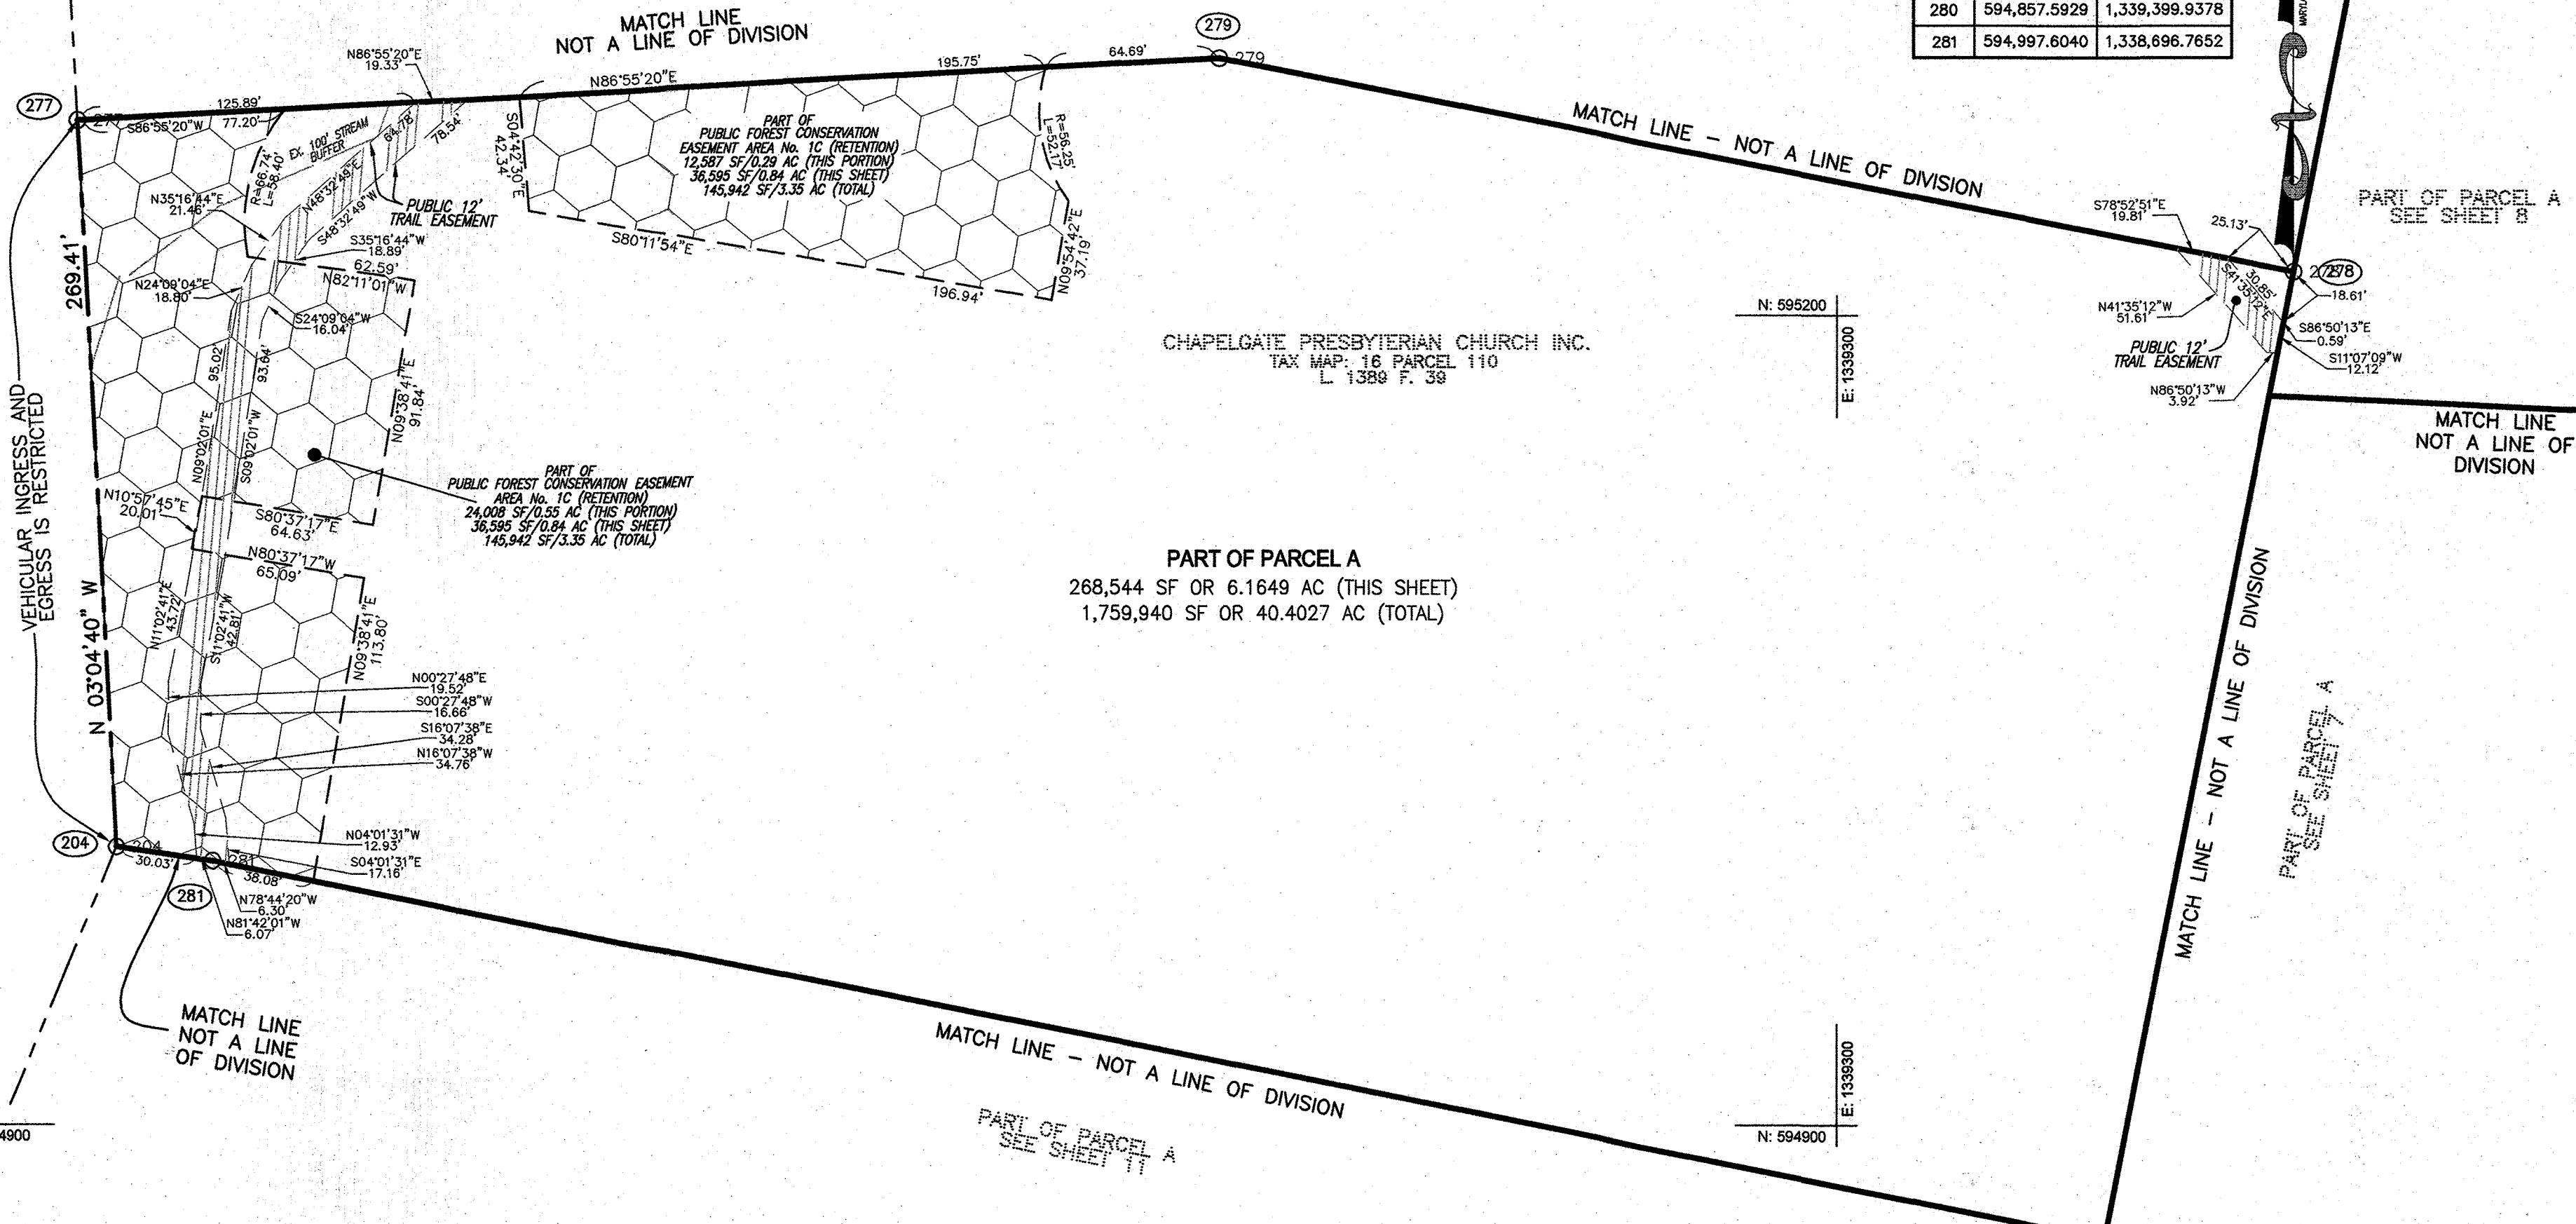 MATCH LINE
NOT A LINE OF DIVISION
279
279
280 594,857.5929 1,339,399.9378
281 594,997.6040 1,338,696.7652
N86°55'20"E
19.33'
195.75'
64.69'
N86°55'20"E
277
125.89'
S86°55'20"W
77.20'
EX. 100' STREAM
BUFFER
64.78'
78.54'
R=66.74'
L=58.40'
N35°16'44"E
21.46'
N48°32'49"E
S48°32'49"W
PUBLIC 12'
TRAIL EASEMENT
S35°16'44"W
18.89'
S04°42'30"E
42.34'
PART OF
PUBLIC FOREST CONSERVATION
EASEMENT AREA No. 1C (RETENTION)
12,587 SF/0.29 AC (THIS PORTION)
36,595 SF/0.84 AC (THIS SHEET)
145,942 SF/3.35 AC (TOTAL)
R=56.25'
L=52.17'
S80°11'54"E
196.94'
N09°54'42"E
37.19'
MATCH LINE - NOT A LINE OF DIVISION
PART OF PARCEL A
SEE SHEET 8
S78°52'51"E
19.81'
25.13'
278
18.61'
30.85'
S41°35'12"E
N41°35'12"W
51.61'
S86°50'13"E
0.59'
PUBLIC 12'
TRAIL EASEMENT
S11°07'09"W
12.12'
N86°50'13"W
3.92'
MATCH LINE
NOT A LINE OF
DIVISION
N: 595200
E: 1339300
CHAPELGATE PRESBYTERIAN CHURCH INC.
TAX MAP: 16 PARCEL 110
L. 1389 F. 39
269.41'
N 03°04'40" W
VEHICULAR INGRESS AND
EGRESS IS RESTRICTED
62.59'
N82°11'01"W
N24°09'04"E
18.80'
S24°09'04"W
16.04'
95.02'
N09°02'01"E
93.64'
S09°02'01"W
N09°38'41"E
91.84'
PART OF
PUBLIC FOREST CONSERVATION EASEMENT
AREA No. 1C (RETENTION)
24,008 SF/0.55 AC (THIS PORTION)
36,595 SF/0.84 AC (THIS SHEET)
145,942 SF/3.35 AC (TOTAL)
N10°57'45"E
20.01'
S80°37'17"E
64.63'
N80°37'17"W
65.09'
N11°02'41"E
43.72'
S11°02'41"W
42.81'
N09°38'41"E
113.80'
PART OF PARCEL A
268,544 SF OR 6.1649 AC (THIS SHEET)
1,759,940 SF OR 40.4027 AC (TOTAL)
N00°27'48"E
19.52'
S00°27'48"W
16.66'
S16°07'38"E
34.28'
N16°07'38"W
34.76'
N04°01'31"W
12.93'
S04°01'31"E
17.16'
204
204
30.03'
281
281
38.08'
N78°44'20"W
6.30'
N81°42'01"W
6.07'
MATCH LINE
NOT A LINE
OF DIVISION
MATCH LINE - NOT A LINE OF DIVISION
MATCH LINE - NOT A LINE OF DIVISION
PART OF PARCEL A
SEE SHEET 7
PART OF PARCEL A
SEE SHEET 11
E: 1339300
N: 594900
4900